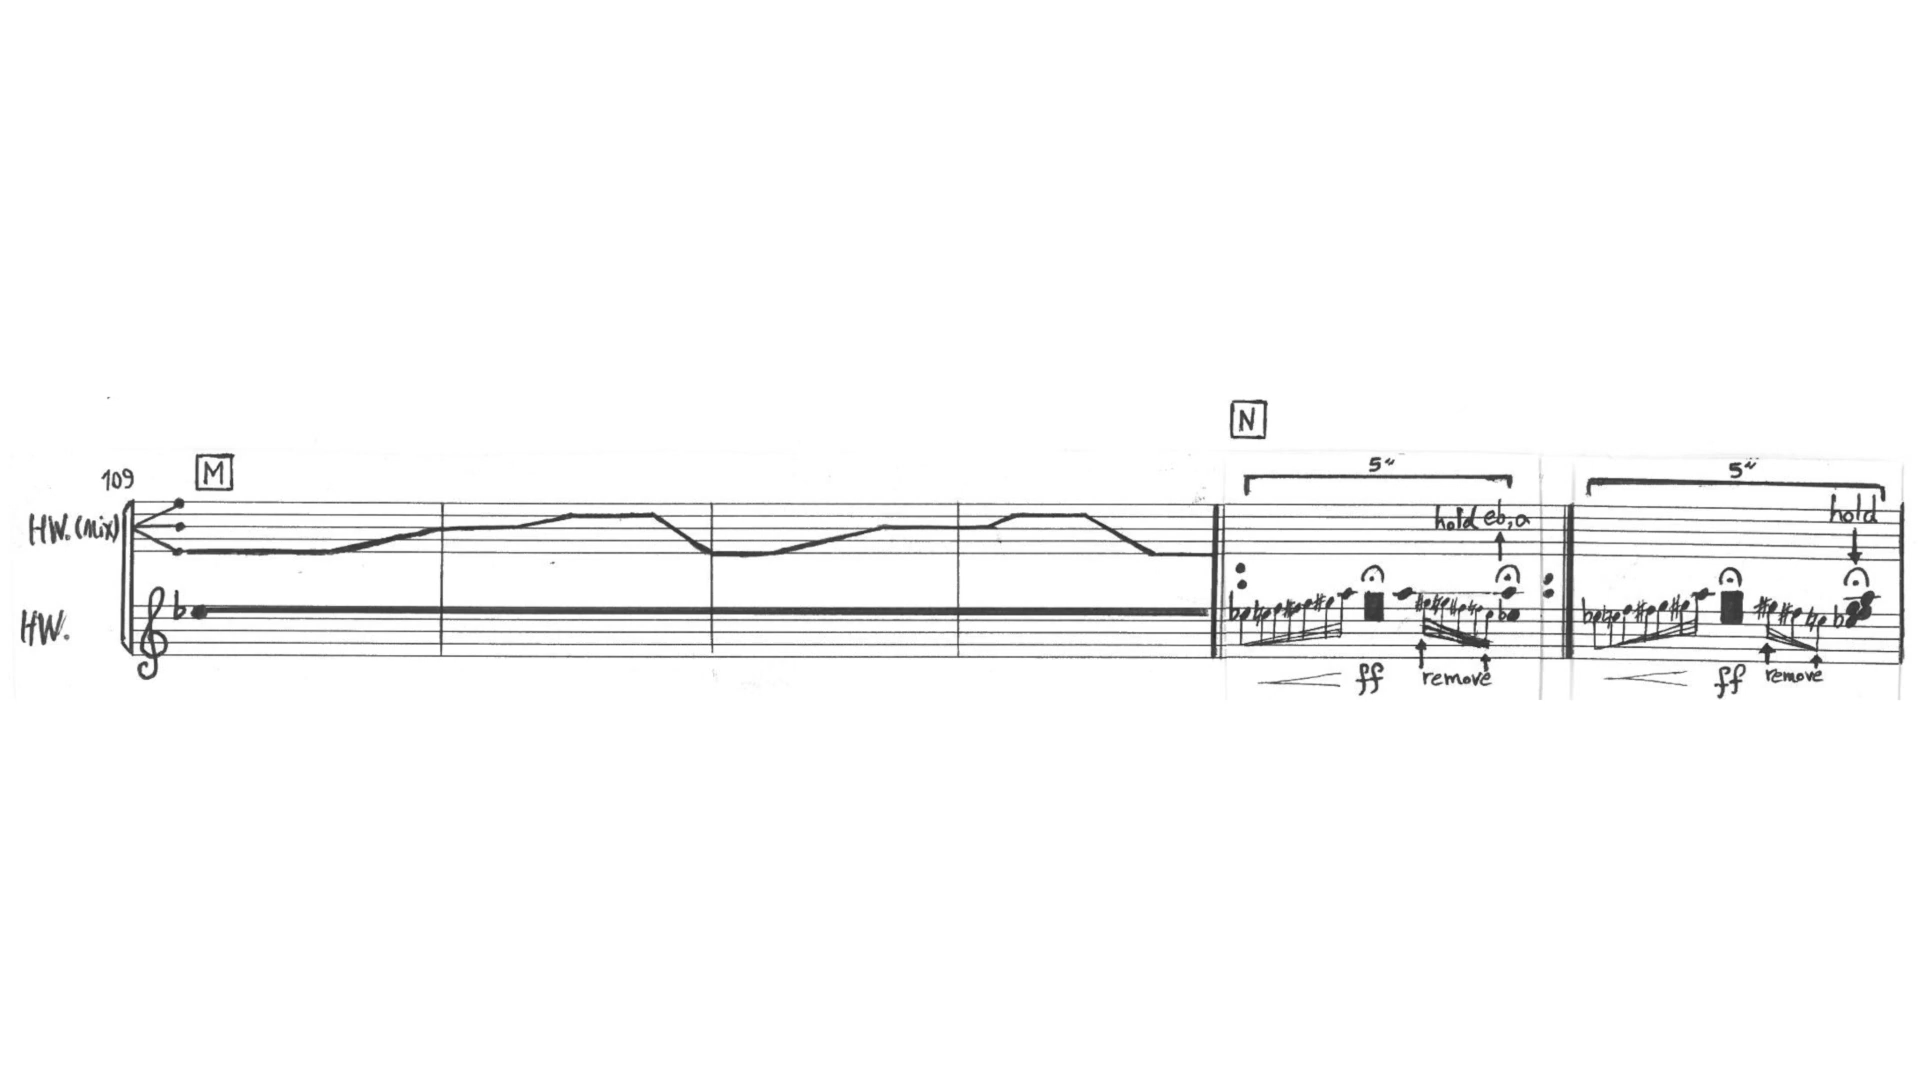 N
109
M
5"
5"
HW. (mix)
hold eb, a
hold
HW.
ff
remove
ff
remove